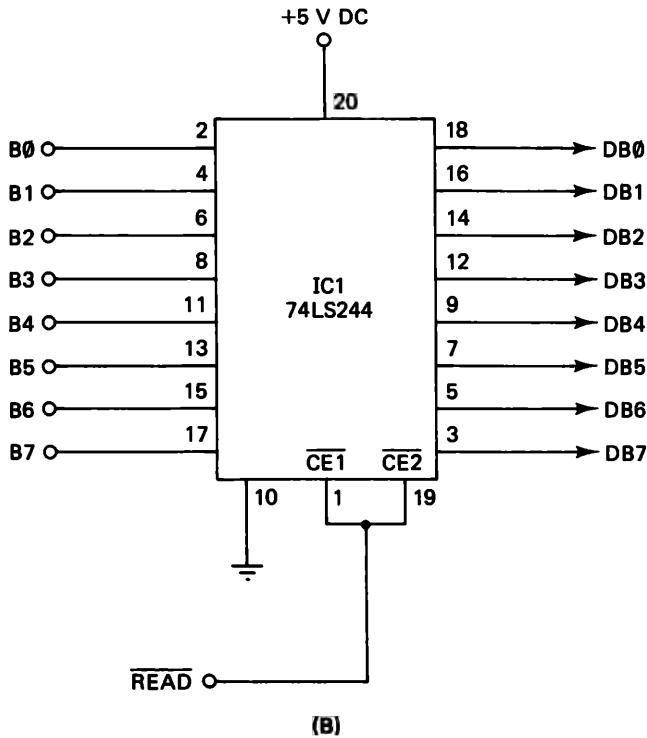 +5 V DC
20
B0 2 18 DB0
B1 4 16 DB1
B2 6 14 DB2
B3 8 12 DB3
IC1
74LS244
B4 11 9 DB4
B5 13 7 DB5
B6 15 5 DB6
B7 17 3 DB7
CE1 CE2
10 1 19
READ
(B)